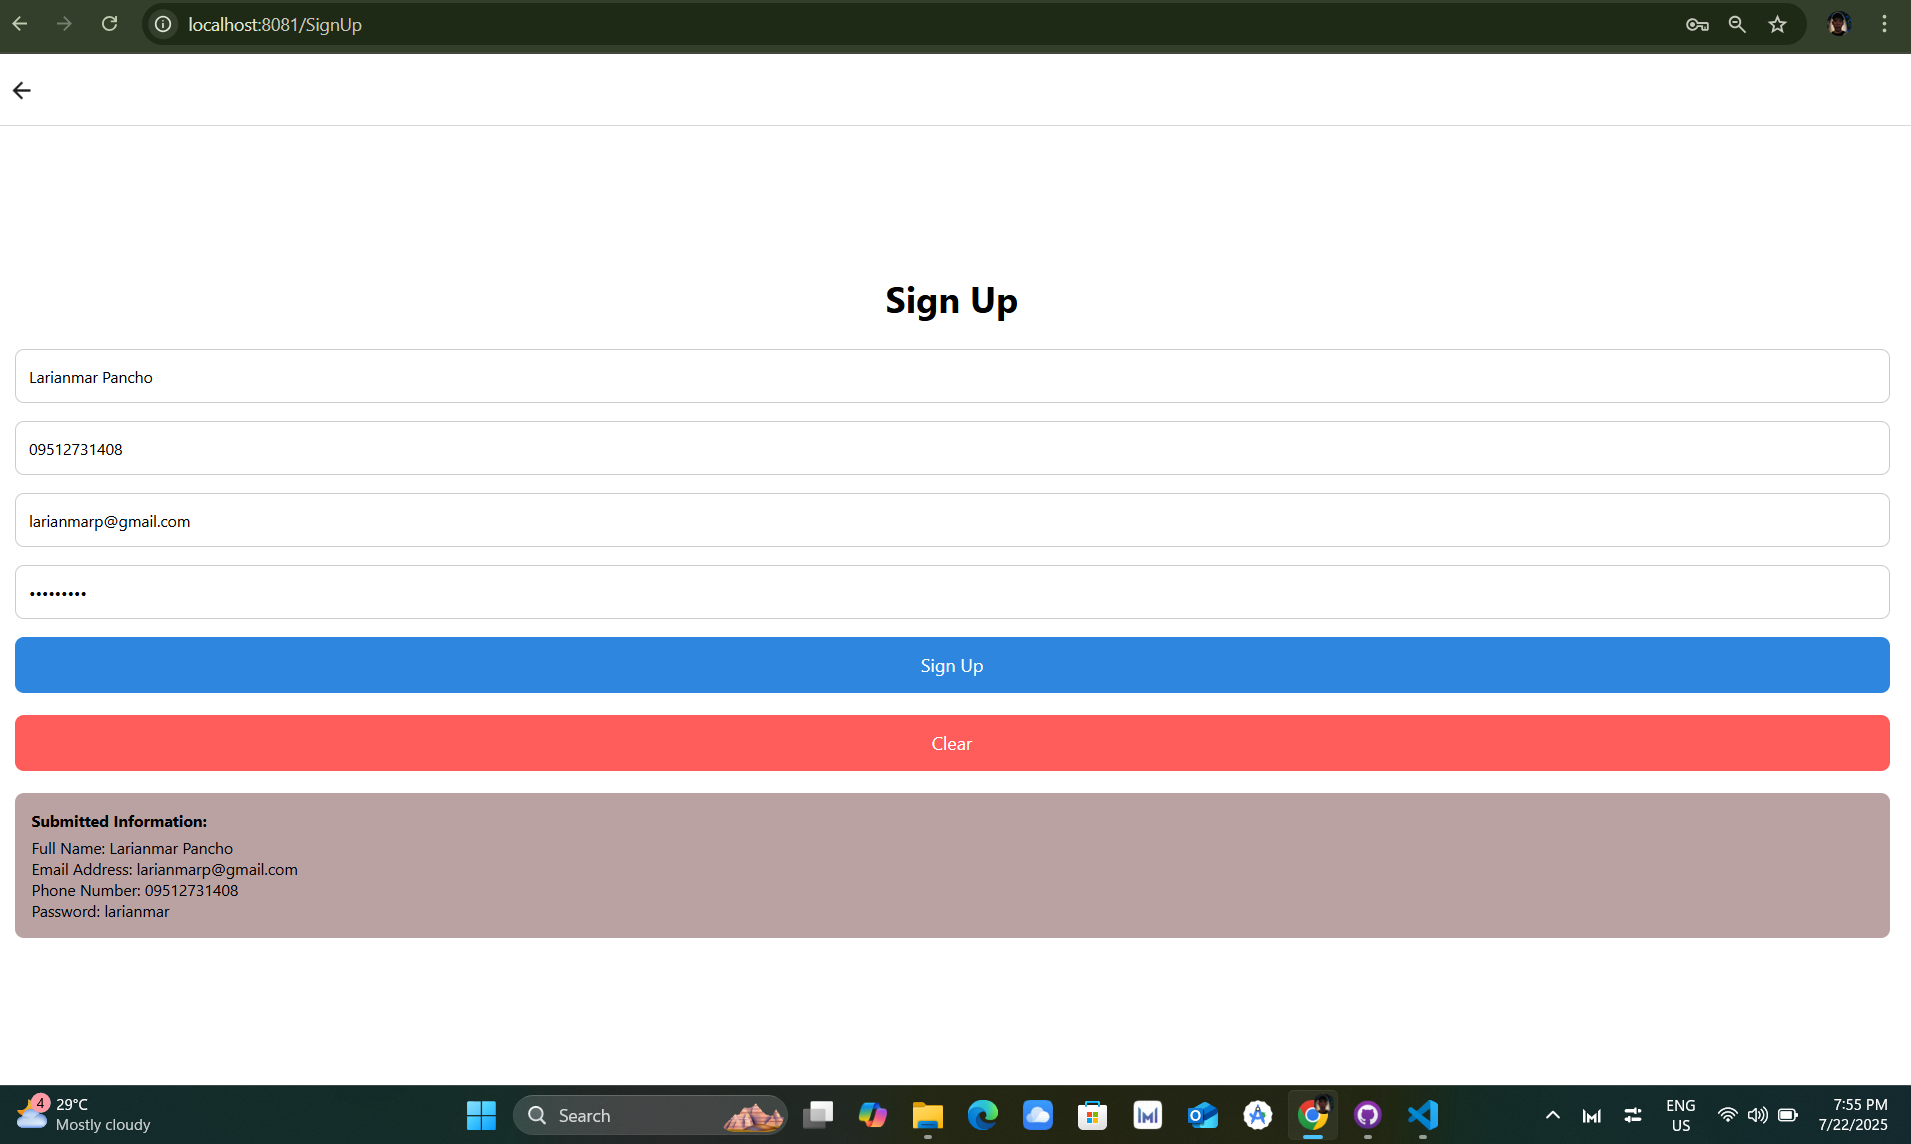 localhost:8081/SignUp
Sign Up
Larianmar Pancho
09512731408
larianmarp@gmail.com
•••••••••
Sign Up
Clear
Submitted Information:
Full Name: Larianmar Pancho
Email Address: larianmarp@gmail.com
Phone Number: 09512731408
Password: larianmar
4
29°C
Mostly cloudy
Search
ENG
US
7:55 PM
7/22/2025